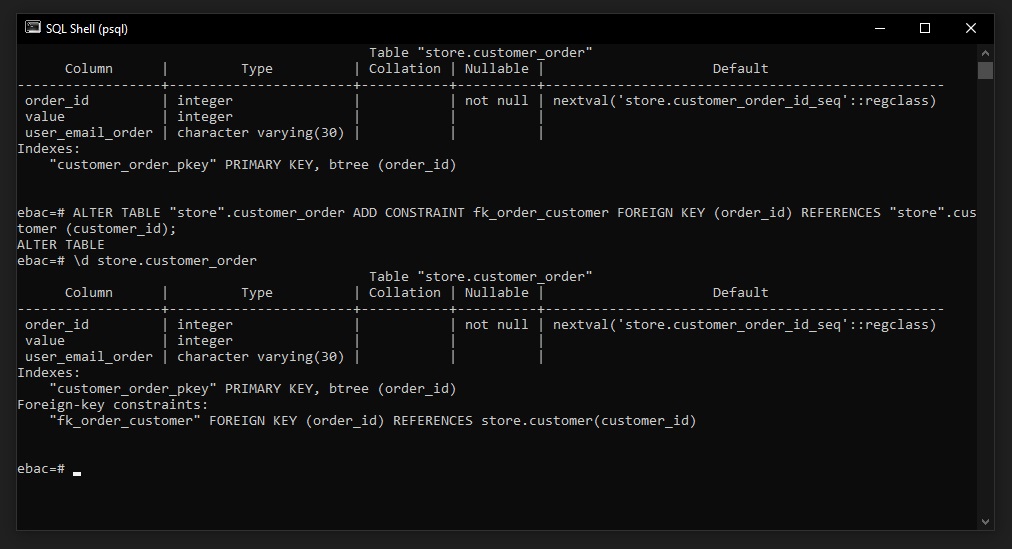 SQL Shell (psql)
Table "store.customer_order"
Column | Type | Collation | Nullable | Default
------------------+-----------------------+-----------+----------+--------------------------------------------------
order_id | integer | | not null | nextval('store.customer_order_id_seq'::regclass)
value | integer | | |
user_email_order | character varying(30) | | |
Indexes:
"customer_order_pkey" PRIMARY KEY, btree (order_id)
ebac=# ALTER TABLE "store".customer_order ADD CONSTRAINT fk_order_customer FOREIGN KEY (order_id) REFERENCES "store".cus
tomer (customer_id);
ALTER TABLE
ebac=# \d store.customer_order
Table "store.customer_order"
Column | Type | Collation | Nullable | Default
------------------+-----------------------+-----------+----------+--------------------------------------------------
order_id | integer | | not null | nextval('store.customer_order_id_seq'::regclass)
value | integer | | |
user_email_order | character varying(30) | | |
Indexes:
"customer_order_pkey" PRIMARY KEY, btree (order_id)
Foreign-key constraints:
"fk_order_customer" FOREIGN KEY (order_id) REFERENCES store.customer(customer_id)
ebac=#